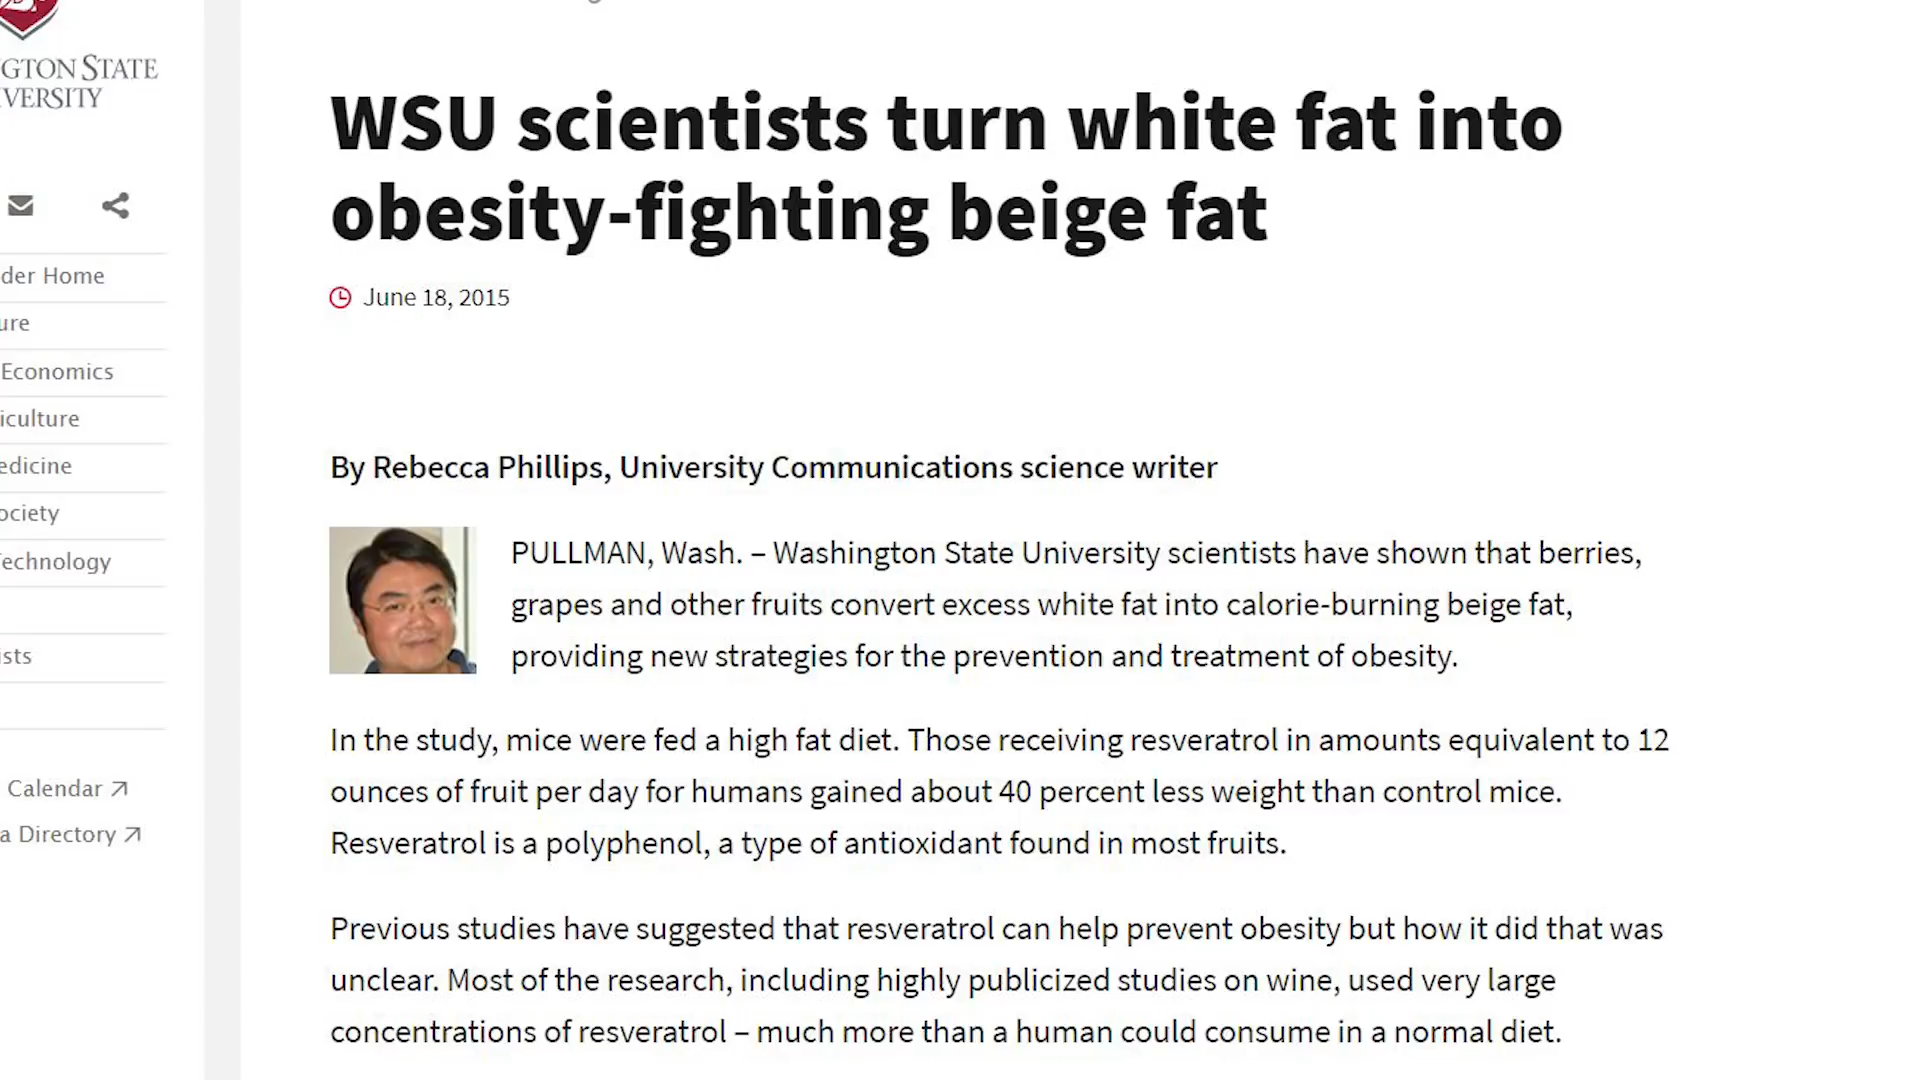 GTON STATE
VERSITY
der Home
ure
Economics
iculture
edicine
ociety
Technology
ists
Calendar
a Directory
WSU scientists turn white fat into
obesity-fighting beige fat
June 18, 2015
By Rebecca Phillips, University Communications science writer
PULLMAN, Wash. – Washington State University scientists have shown that berries,
grapes and other fruits convert excess white fat into calorie-burning beige fat,
providing new strategies for the prevention and treatment of obesity.
In the study, mice were fed a high fat diet. Those receiving resveratrol in amounts equivalent to 12
ounces of fruit per day for humans gained about 40 percent less weight than control mice.
Resveratrol is a polyphenol, a type of antioxidant found in most fruits.
Previous studies have suggested that resveratrol can help prevent obesity but how it did that was
unclear. Most of the research, including highly publicized studies on wine, used very large
concentrations of resveratrol – much more than a human could consume in a normal diet.